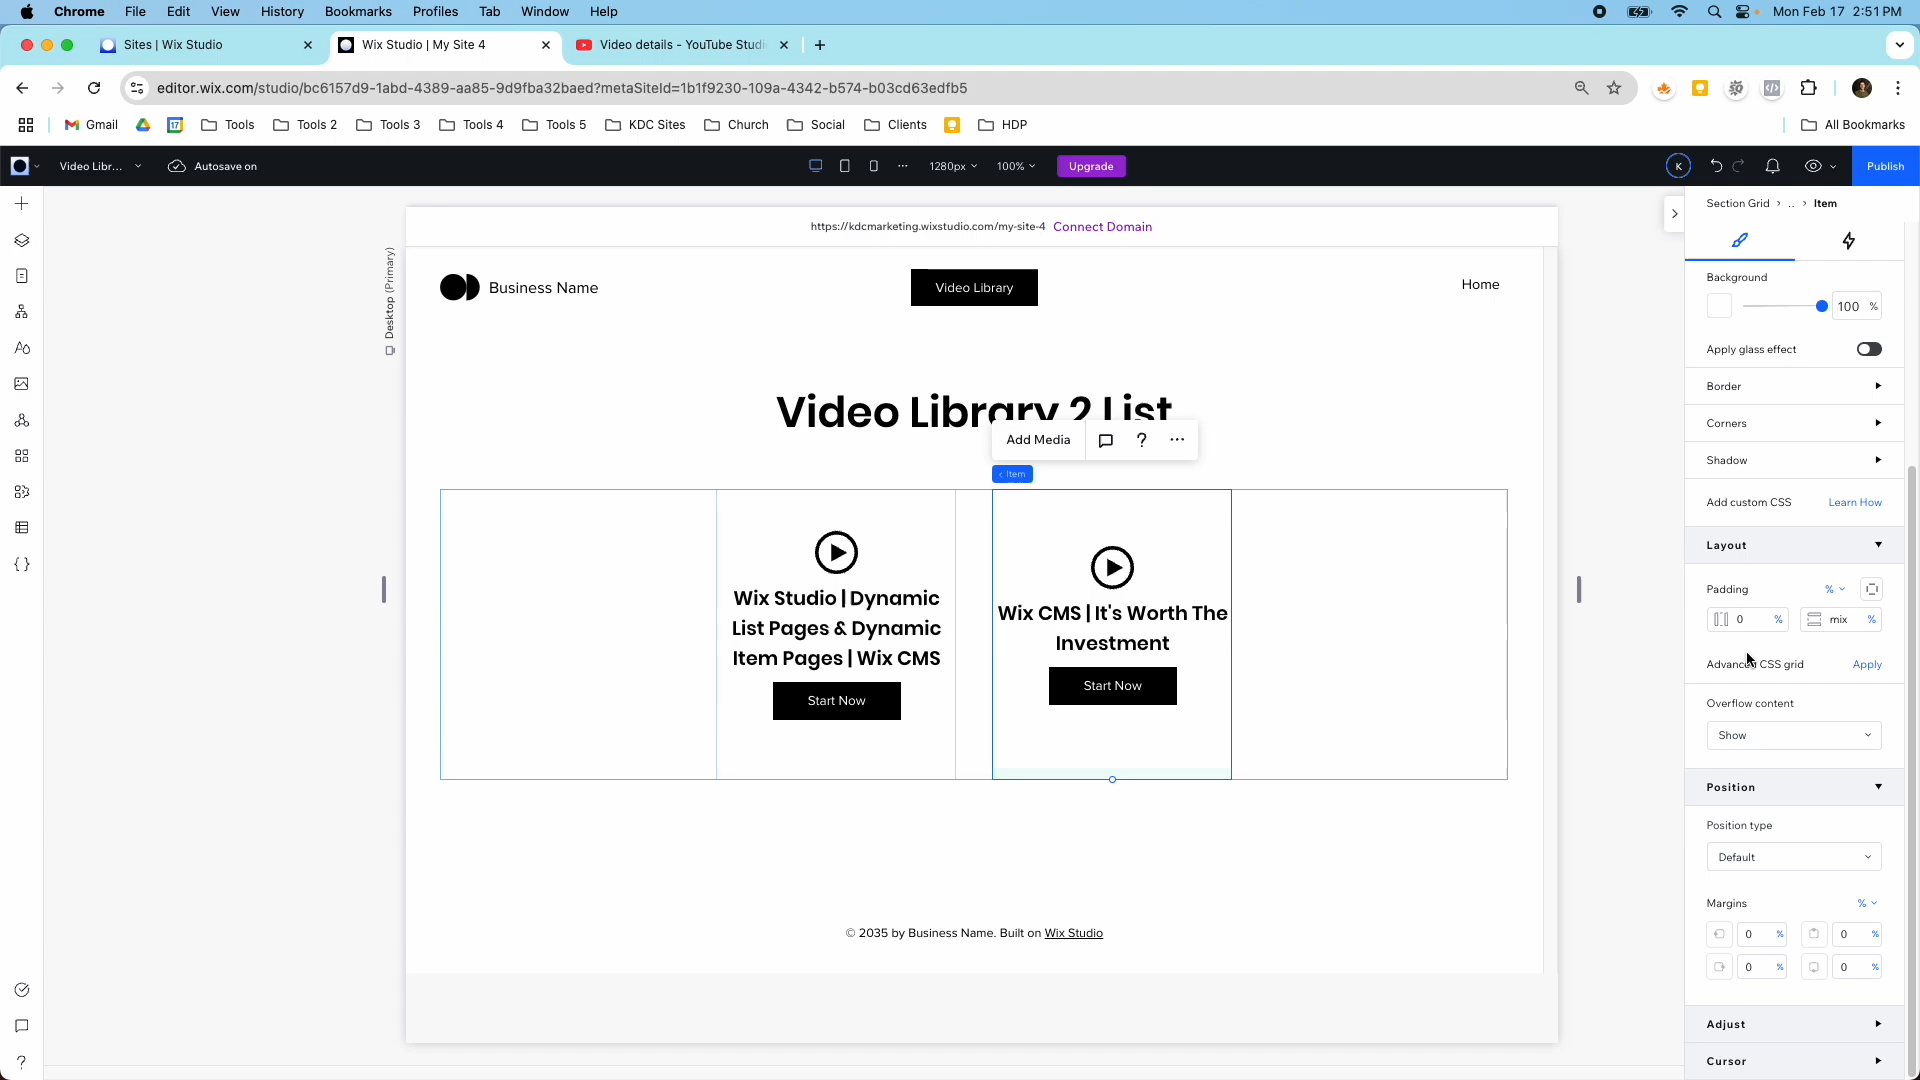 Chrome File Edit View History Bookmarks Profiles Tab Window Help Mon Feb 17 2:51 PM
Sites | Wix Studio Wix Studio | My Site 4 Video details - YouTube Studi
editor.wix.com/studio/bc6157d9-1abd-4389-aa85-9d9fba32baed?metaSiteId=1b1f9230-109a-4342-b574-b03cd63edfb5
Gmail Tools Tools 2 Tools 3 Tools 4 Tools 5 KDC Sites Church Social Clients HDP All Bookmarks
Video Libr... Autosave on 1280px 100% Upgrade K Publish
Section Grid > .. > Item
https://kdcmarketing.wixstudio.com/my-site-4 Connect Domain
Desktop (Primary)
Business Name
Video Library
Home
Video Library 2 List
Add Media ?
< Item
Wix Studio | Dynamic
List Pages & Dynamic
Item Pages | Wix CMS
Start Now
Wix CMS | It's Worth The
Investment
Start Now
© 2035 by Business Name. Built on Wix Studio
Background
100 %
Apply glass effect
Border
Corners
Shadow
Add custom CSS Learn How
Layout
Padding %
0 % mix %
Advanced CSS grid Apply
Overflow content
Show
Position
Position type
Default
Margins %
0 % 0 %
0 % 0 %
Adjust
Cursor